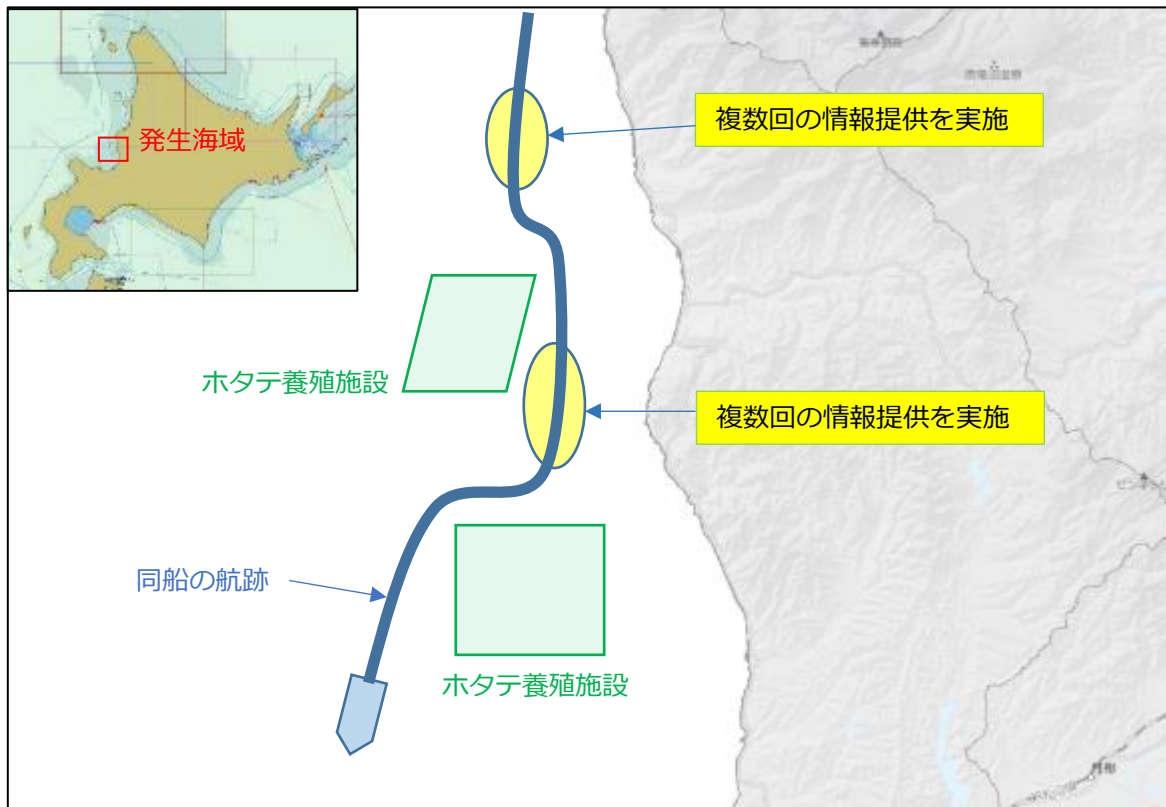 発生海域
複数回の情報提供を実施
ホタテ養殖施設
複数回の情報提供を実施
同船の航跡
ホタテ養殖施設
月形